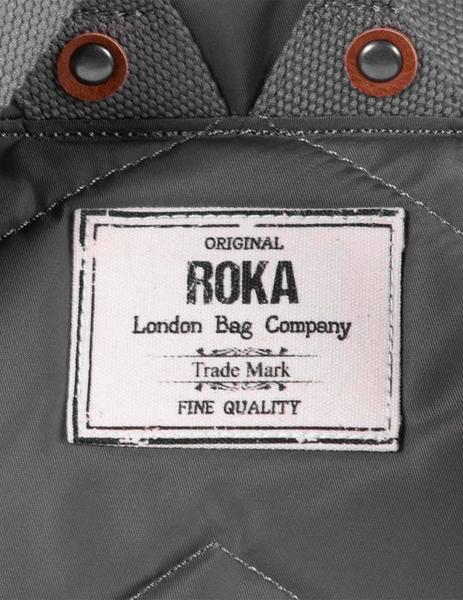 ORIGINAL
ROKA
London Bag Company
Trade Mark
FINE QUALITY